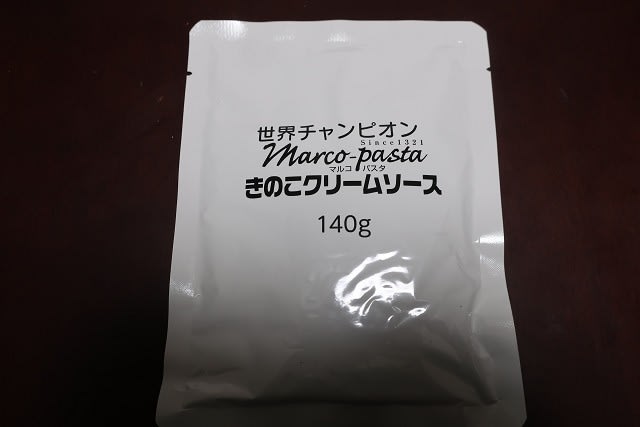 世界チャンピオン
Since1321
Marco-pasta
マルコ パスタ
きのこクリームソース
140g